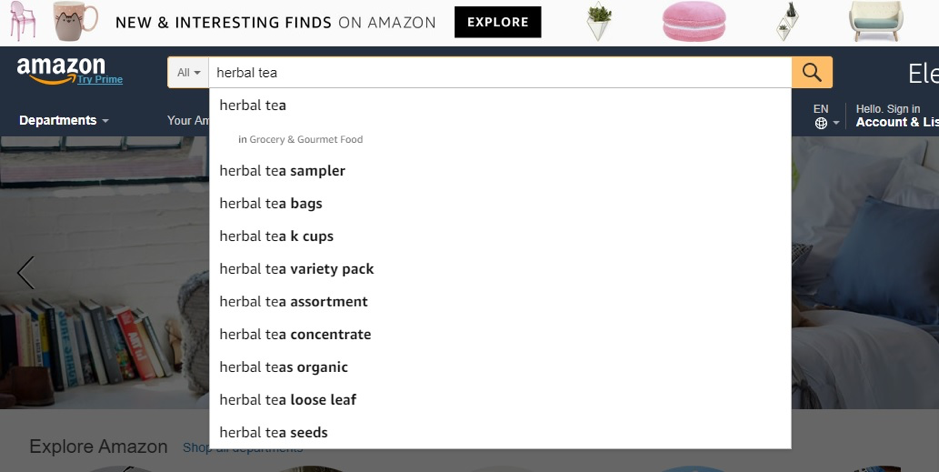 NEW & INTERESTING FINDS ON AMAZON EXPLORE
amazon
Try Prime
All
herbal tea
Departments
Your Am
EN
Hello. Sign in
Account & Lis
Ele
herbal tea
in Grocery & Gourmet Food
herbal tea sampler
herbal tea bags
herbal tea k cups
herbal tea variety pack
herbal tea assortment
herbal tea concentrate
herbal teas organic
herbal tea loose leaf
herbal tea seeds
Explore Amazon
Shop all departments